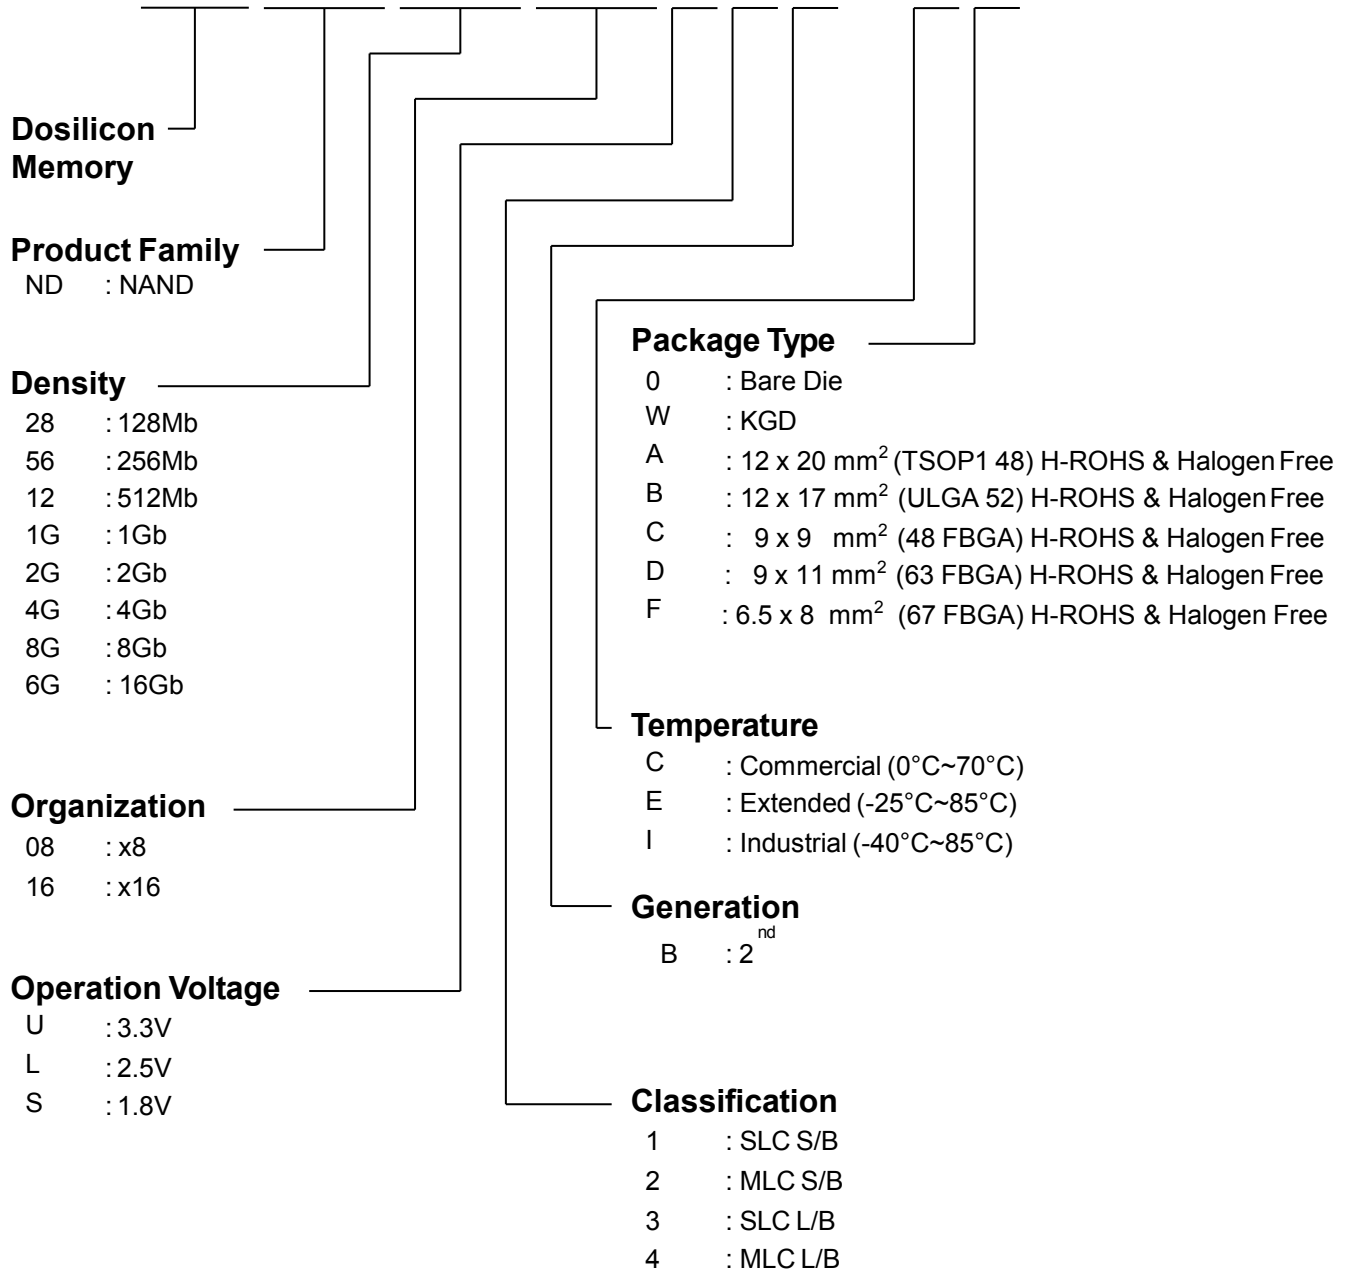 Dosilicon
Memory
Product Family
ND : NAND
Density
28 : 128Mb
56 : 256Mb
12 : 512Mb
1G : 1Gb
2G : 2Gb
4G : 4Gb
8G : 8Gb
6G : 16Gb
Organization
08 : x8
16 : x16
Operation Voltage
U : 3.3V
L : 2.5V
S : 1.8V
Package Type
0 : Bare Die
W : KGD
A : 12 x 20 mm² (TSOP1 48) H-ROHS & Halogen Free
B : 12 x 17 mm² (ULGA 52) H-ROHS & Halogen Free
C : 9 x 9 mm² (48 FBGA) H-ROHS & Halogen Free
D : 9 x 11 mm² (63 FBGA) H-ROHS & Halogen Free
F : 6.5 x 8 mm² (67 FBGA) H-ROHS & Halogen Free
Temperature
C : Commercial (0°C~70°C)
E : Extended (-25°C~85°C)
I : Industrial (-40°C~85°C)
Generation
B : 2nd
Classification
1 : SLC S/B
2 : MLC S/B
3 : SLC L/B
4 : MLC L/B